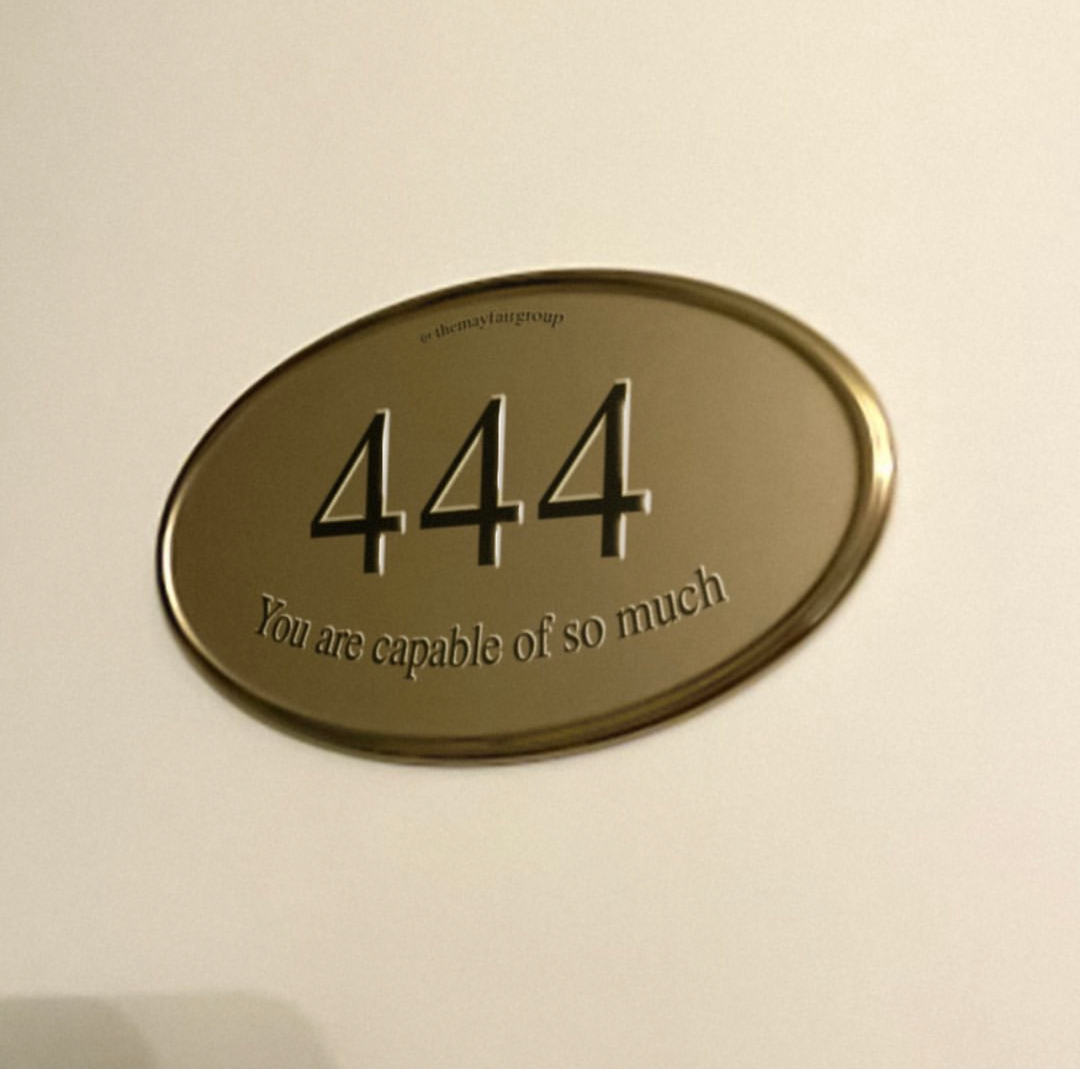 @themayfairgroup
444
You are capable of so much